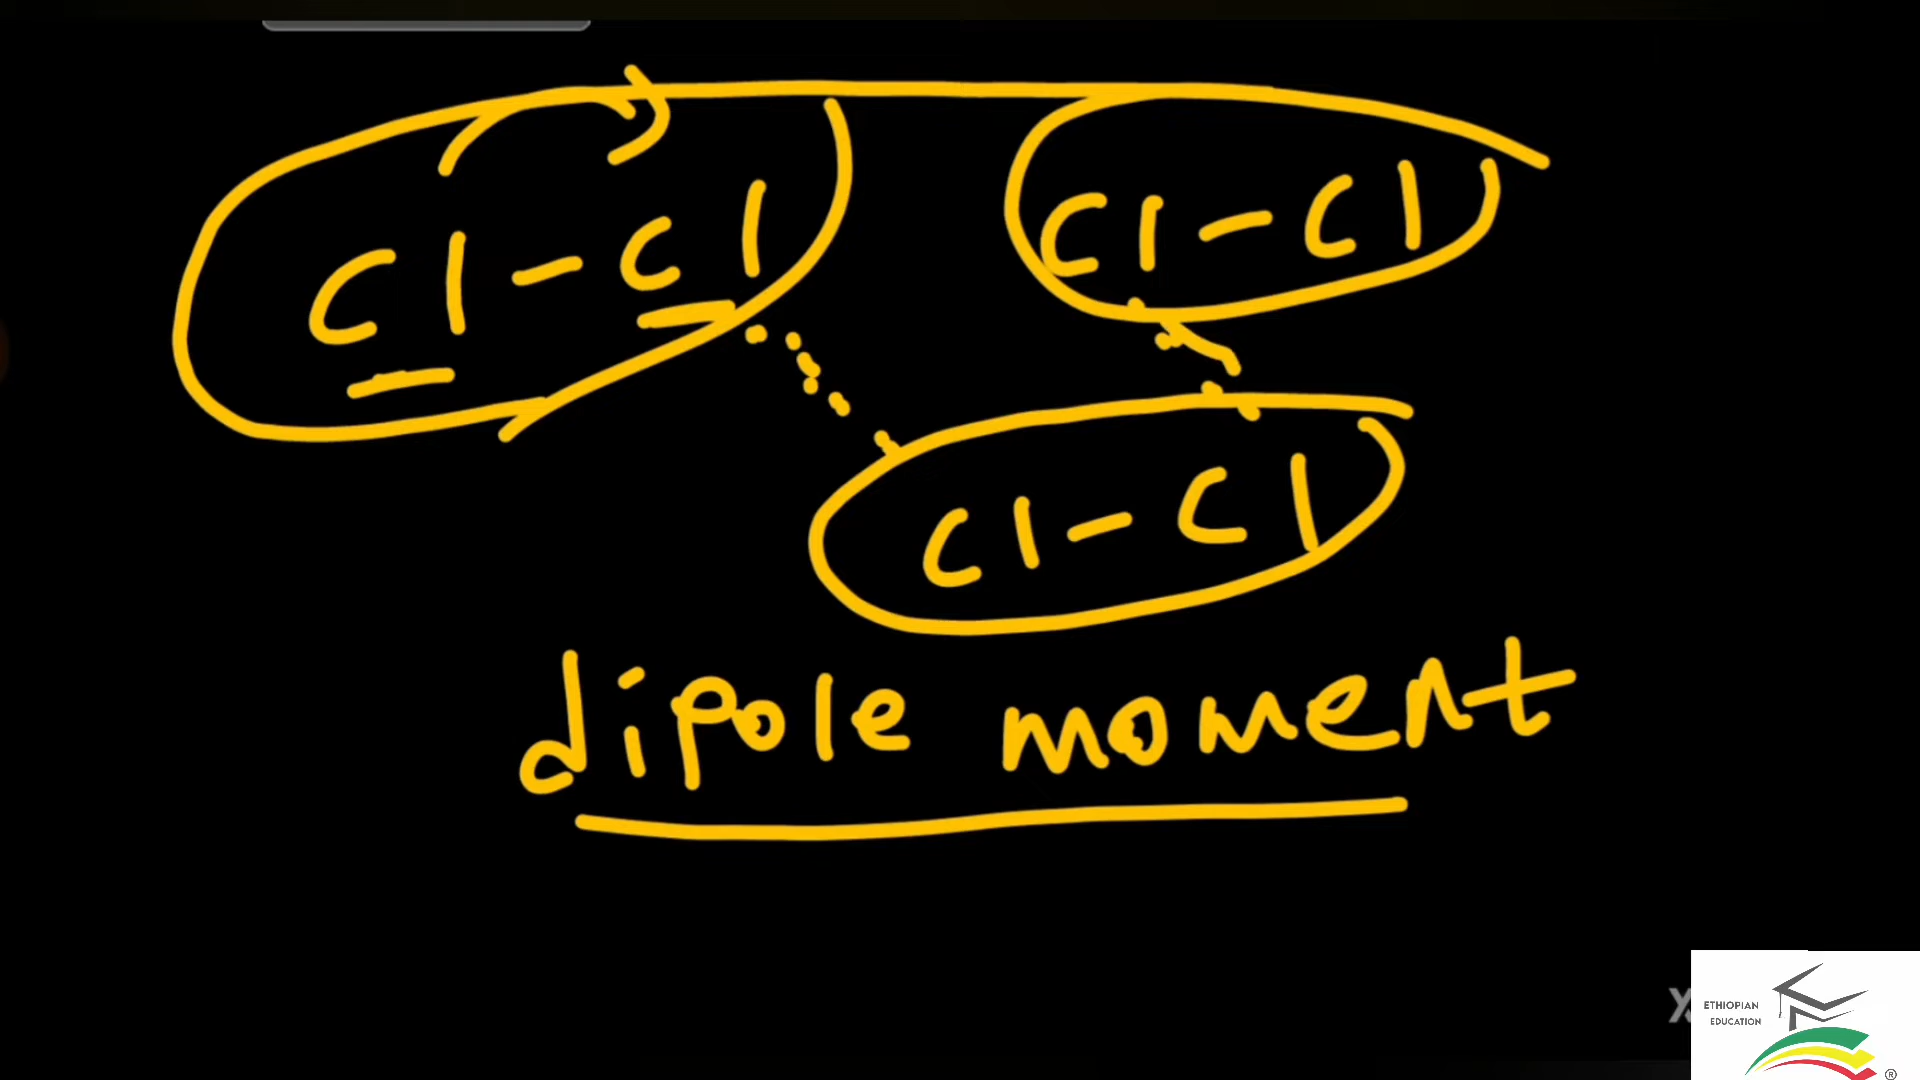 Cl-Cl Cl-Cl
Cl-Cl
dipole moment
X
ETHIOPIAN
EDUCATION
®